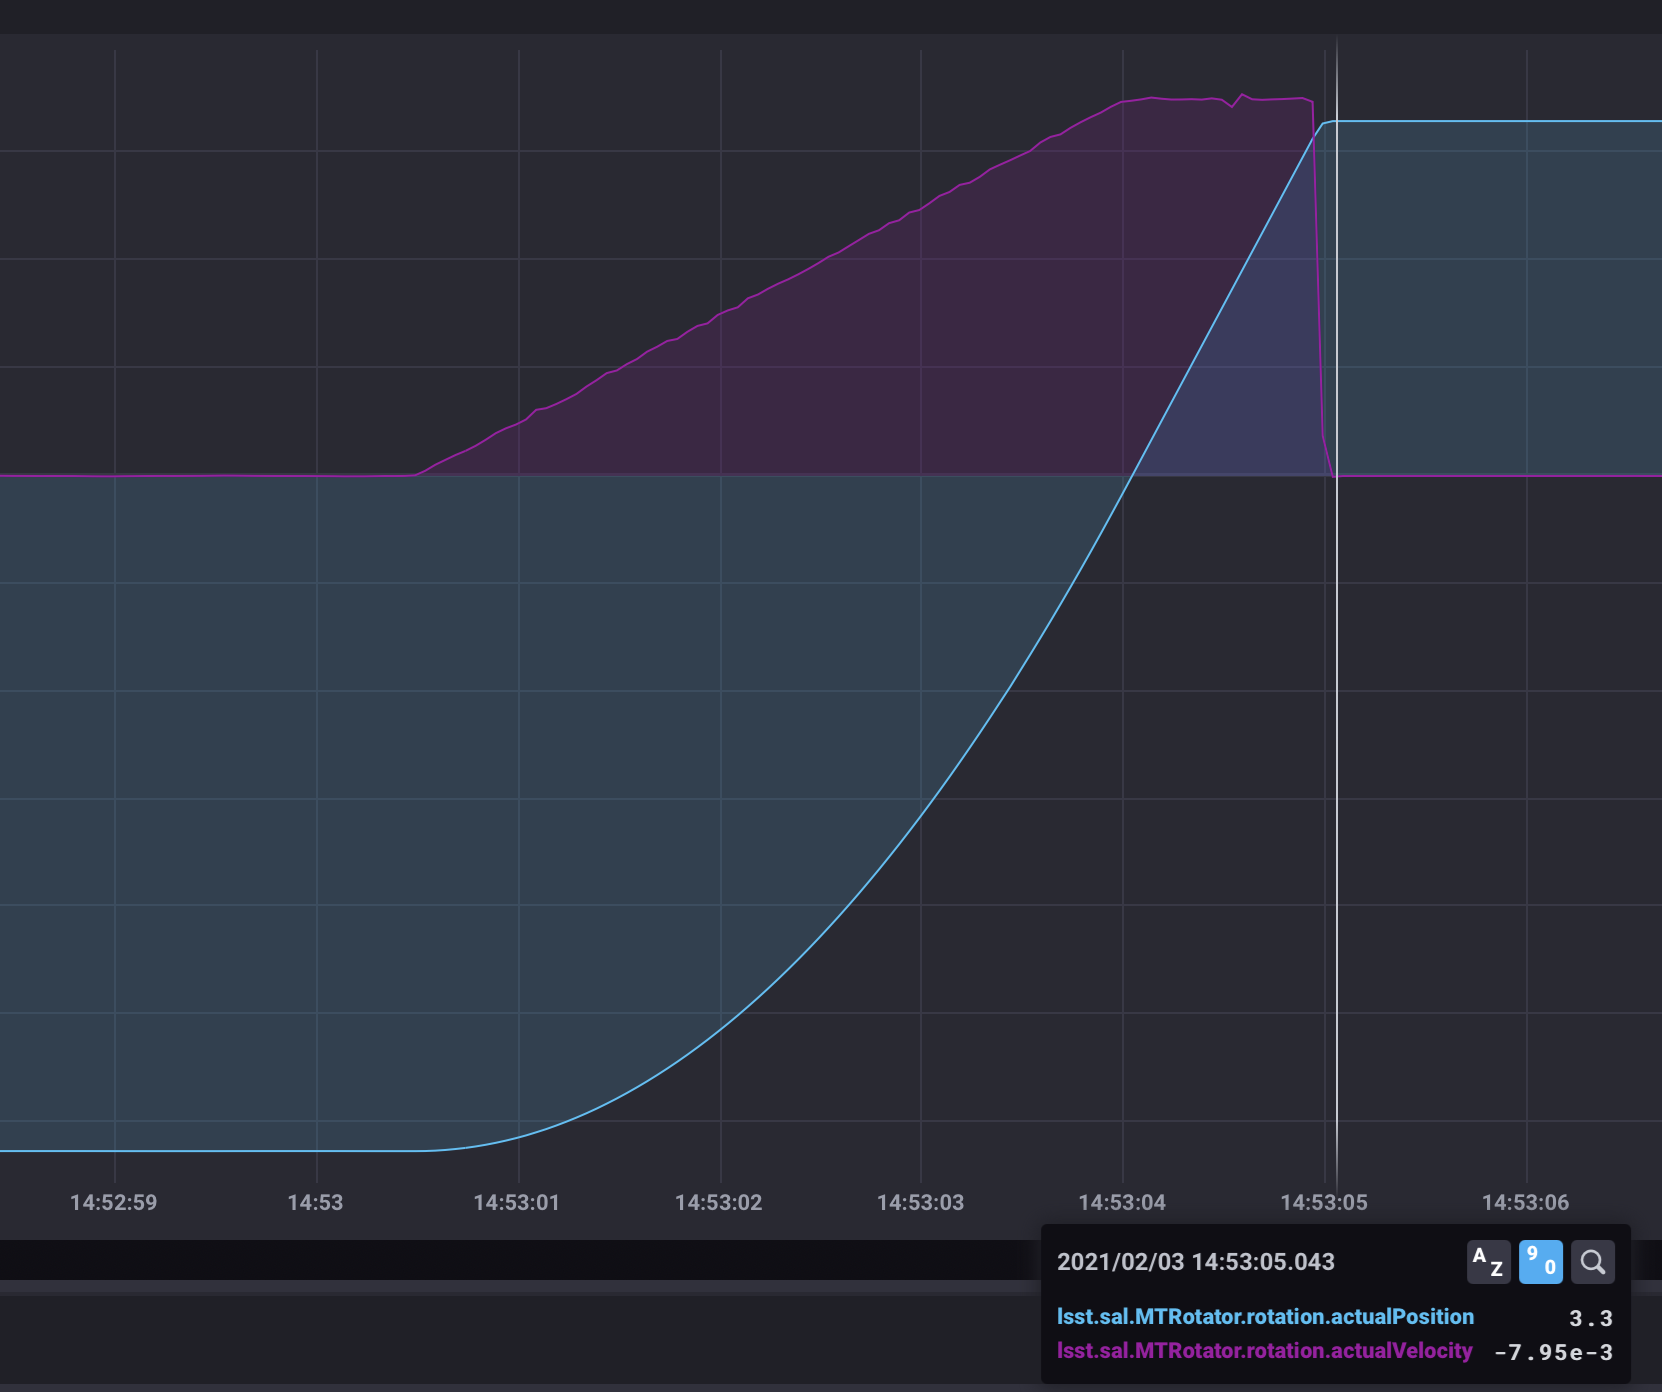 14:52:59 14:53 14:53:01 14:53:02 14:53:03 14:53:04 14:53:05 14:53:06
2021/02/03 14:53:05.043 A Z 9 0
lsst.sal.MTRotator.rotation.actualPosition 3.3
lsst.sal.MTRotator.rotation.actualVelocity -7.95e-3